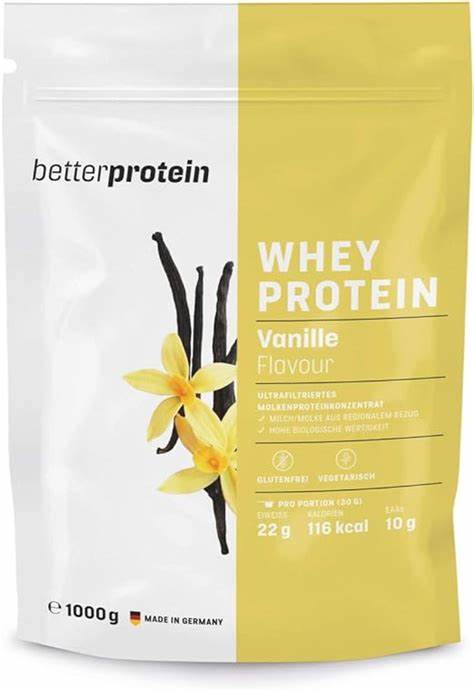 betterprotein
WHEY
PROTEIN
Vanille
Flavour
ULTRAFILTRIERTES
MOLKENPROTEINKONZENTRAT
✓ MILCH/MOLKE AUS REGIONALEM BEZUG
✓ HOHE BIOLOGISCHE WERTIGKEIT
GLUTENFREI VEGETARISCH
PRO PORTION (30 G)
EIWEISS KALORIEN EAAs
22 g 116 kcal 10 g
℮ 1000 g MADE IN GERMANY